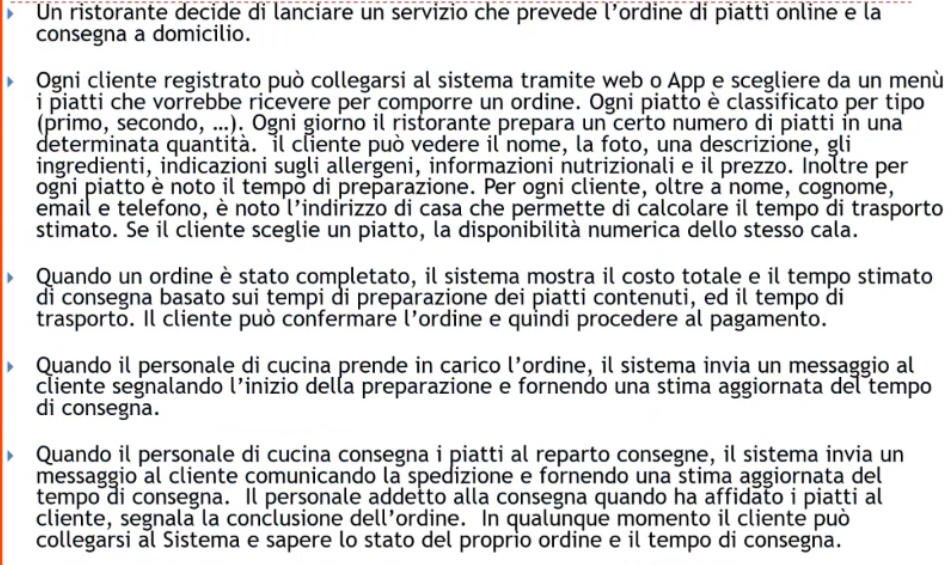 Un ristorante decide di lanciare un servizio che prevede l'ordine di piatti online e la
consegna a domicilio.
Ogni cliente registrato può collegarsi al sistema tramite web o App e scegliere da un menù
i piatti che vorrebbe ricevere per comporre un ordine. Ogni piatto è classificato per tipo
(primo, secondo, …). Ogni giorno il ristorante prepara un certo numero di piatti in una
determinata quantità. il cliente può vedere il nome, la foto, una descrizione, gli
ingredienti, indicazioni sugli allergeni, informazioni nutrizionali e il prezzo. Inoltre per
ogni piatto è noto il tempo di preparazione. Per ogni cliente, oltre a nome, cognome,
email e telefono, è noto l'indirizzo di casa che permette di calcolare il tempo di trasporto
stimato. Se il cliente sceglie un piatto, la disponibilità numerica dello stesso cala.
Quando un ordine è stato completato, il sistema mostra il costo totale e il tempo stimato
di consegna basato sui tempi di preparazione dei piatti contenuti, ed il tempo di
trasporto. Il cliente può confermare l'ordine e quindi procedere al pagamento.
Quando il personale di cucina prende in carico l'ordine, il sistema invia un messaggio al
cliente segnalando l'inizio della preparazione e fornendo una stima aggiornata del tempo
di consegna.
Quando il personale di cucina consegna i piatti al reparto consegne, il sistema invia un
messaggio al cliente comunicando la spedizione e fornendo una stima aggiornata del
tempo di consegna. Il personale addetto alla consegna quando ha affidato i piatti al
cliente, segnala la conclusione dell'ordine. In qualunque momento il cliente può
collegarsi al Sistema e sapere lo stato del proprio ordine e il tempo di consegna.